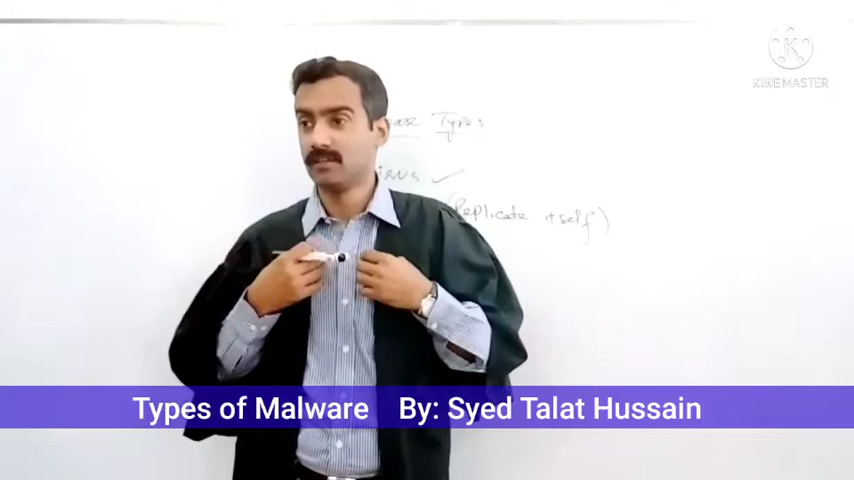 KINEMASTER
Types
(Replicate itself)
Types of Malware By: Syed Talat Hussain